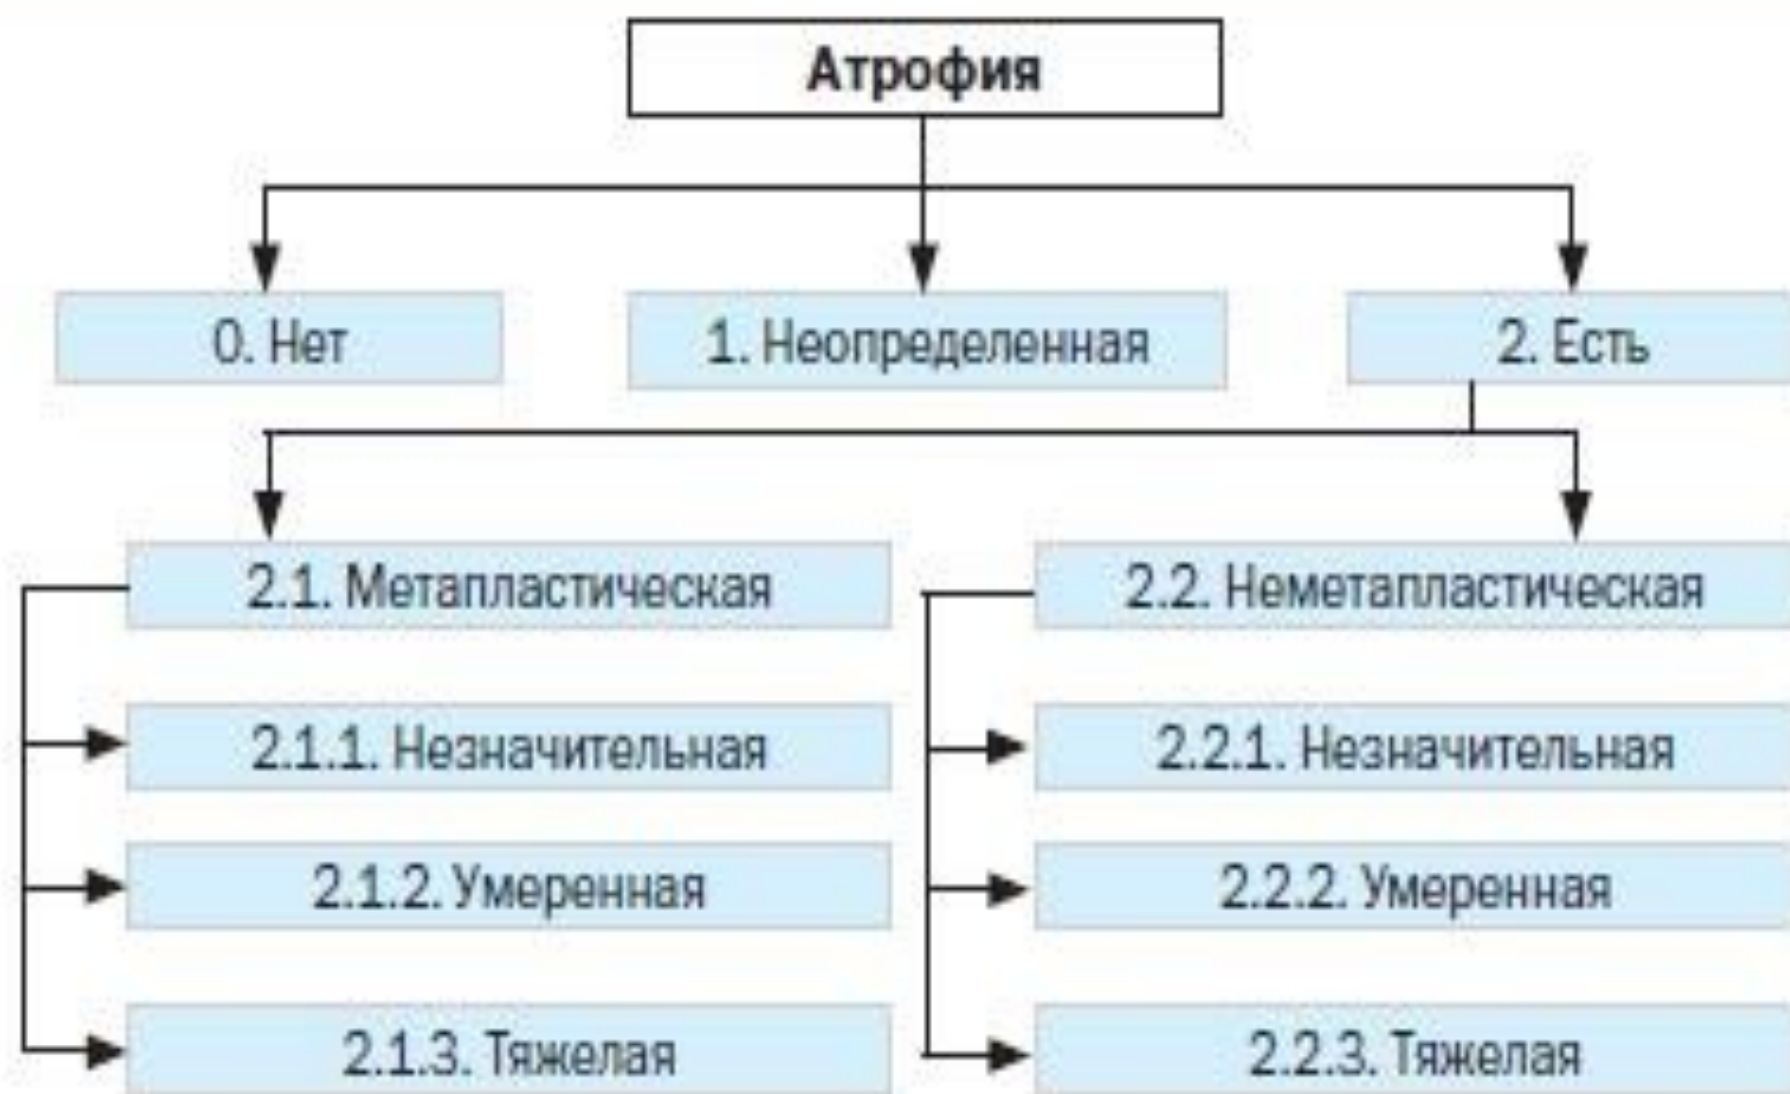 Атрофия
0. Нет
1. Неопределенная
2. Есть
2.1. Метапластическая
2.2. Неметапластическая
2.1.1. Незначительная
2.2.1. Незначительная
2.1.2. Умеренная
2.2.2. Умеренная
2.1.3. Тяжелая
2.2.3. Тяжелая